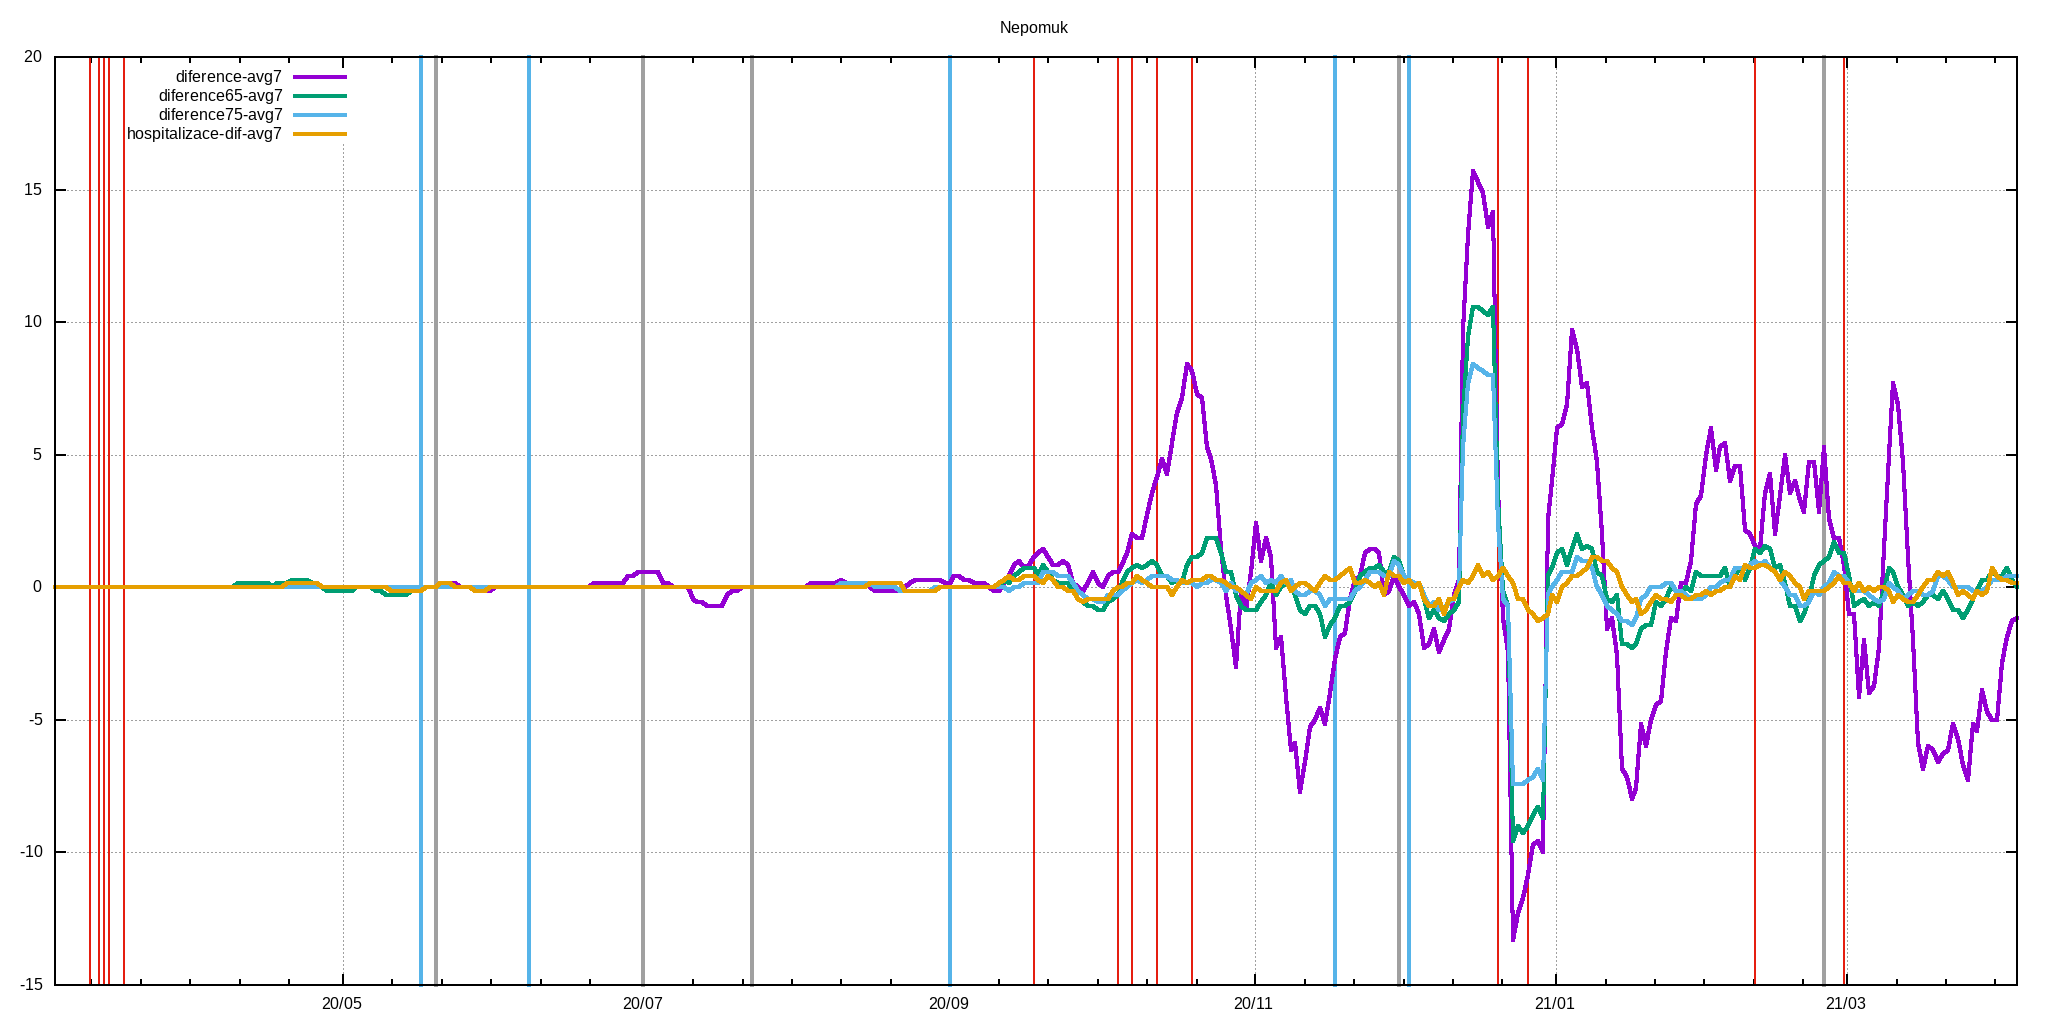 Nepomuk
20
15
10
5
0
-5
-10
-15
diference-avg7
diference65-avg7
diference75-avg7
hospitalizace-dif-avg7
20/05
20/07
20/09
20/11
21/01
21/03